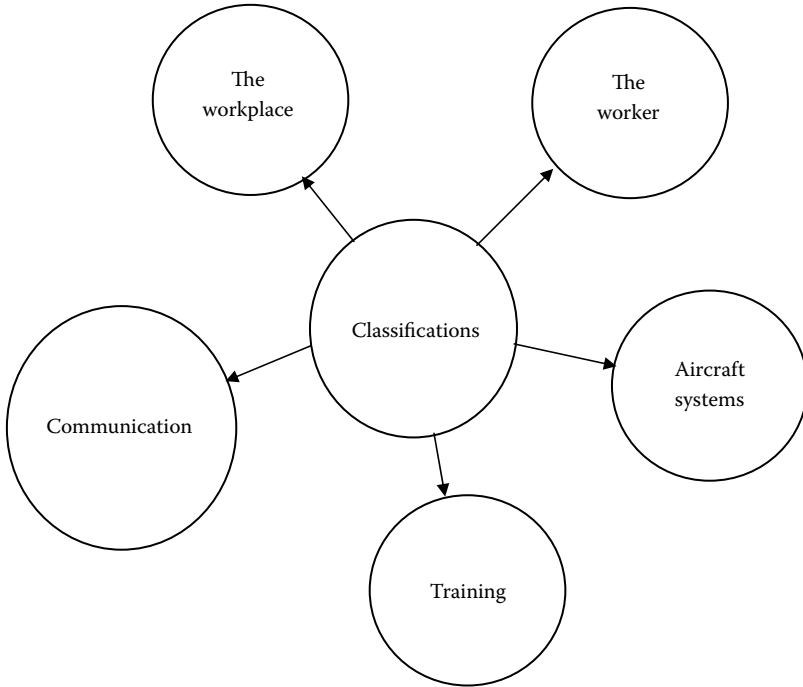 The
workplace
The
worker
Classifications
Aircraft
systems
Communication
Training